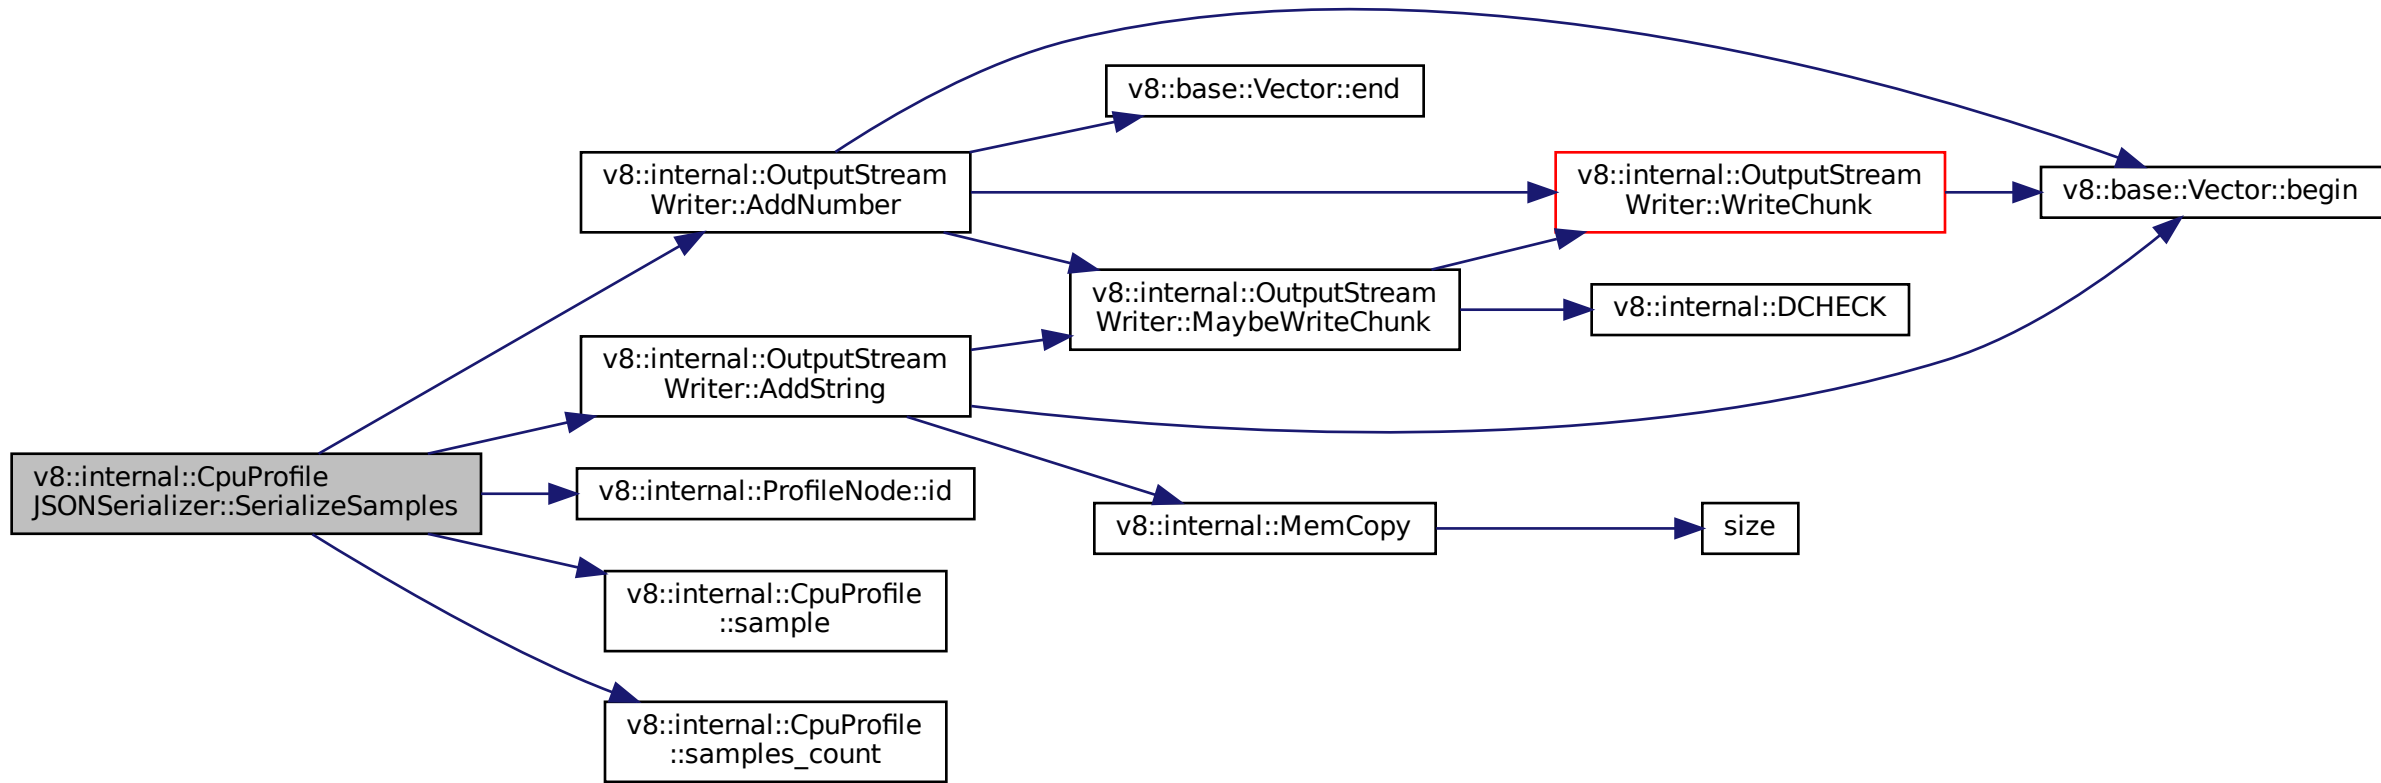 v8::internal::CpuProfile
JSONSerializer::SerializeSamples
v8::internal::OutputStream
Writer::AddNumber
v8::internal::OutputStream
Writer::AddString
v8::internal::ProfileNode::id
v8::internal::CpuProfile
::sample
v8::internal::CpuProfile
::samples_count
v8::base::Vector::end
v8::internal::OutputStream
Writer::MaybeWriteChunk
v8::internal::MemCopy
v8::internal::OutputStream
Writer::WriteChunk
v8::internal::DCHECK
size
v8::base::Vector::begin